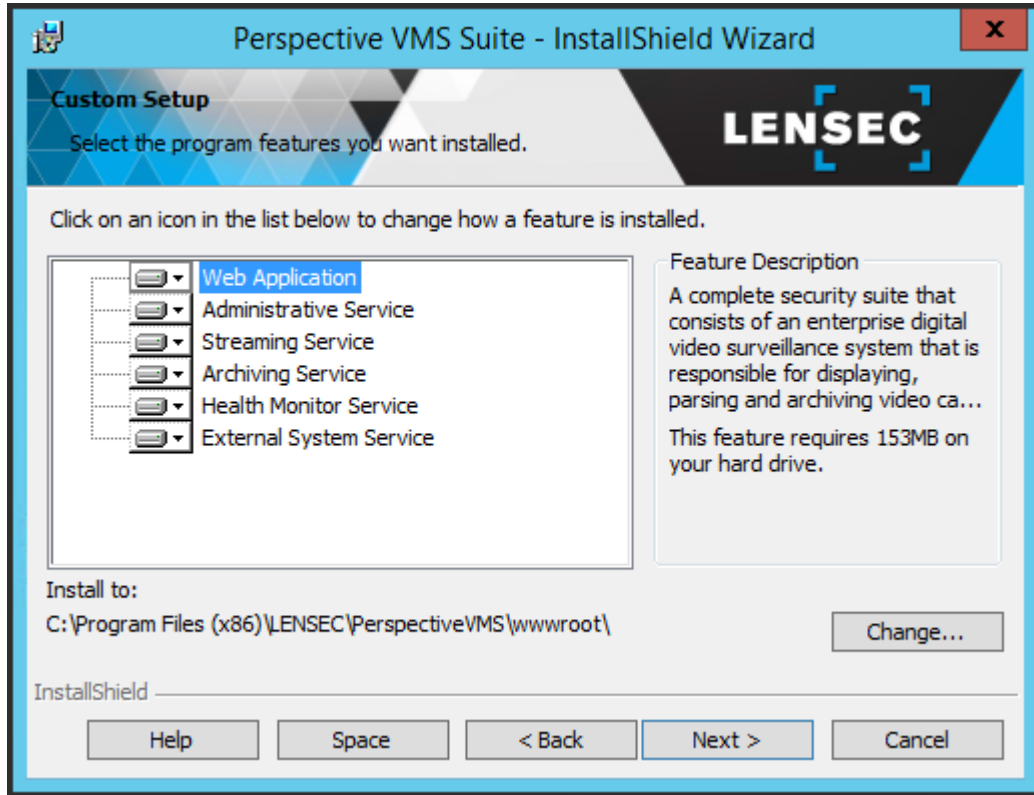 Perspective VMS Suite - InstallShield Wizard
x
Custom Setup
Select the program features you want installed.
LENSEC
Click on an icon in the list below to change how a feature is installed.
Web Application
Administrative Service
Streaming Service
Archiving Service
Health Monitor Service
External System Service
Feature Description
A complete security suite that
consists of an enterprise digital
video surveillance system that is
responsible for displaying,
parsing and archiving video ca...
This feature requires 153MB on
your hard drive.
Install to:
C:\Program Files (x86)\LENSEC\PerspectiveVMS\wwwroot\
Change...
InstallShield
Help
Space
< Back
Next >
Cancel